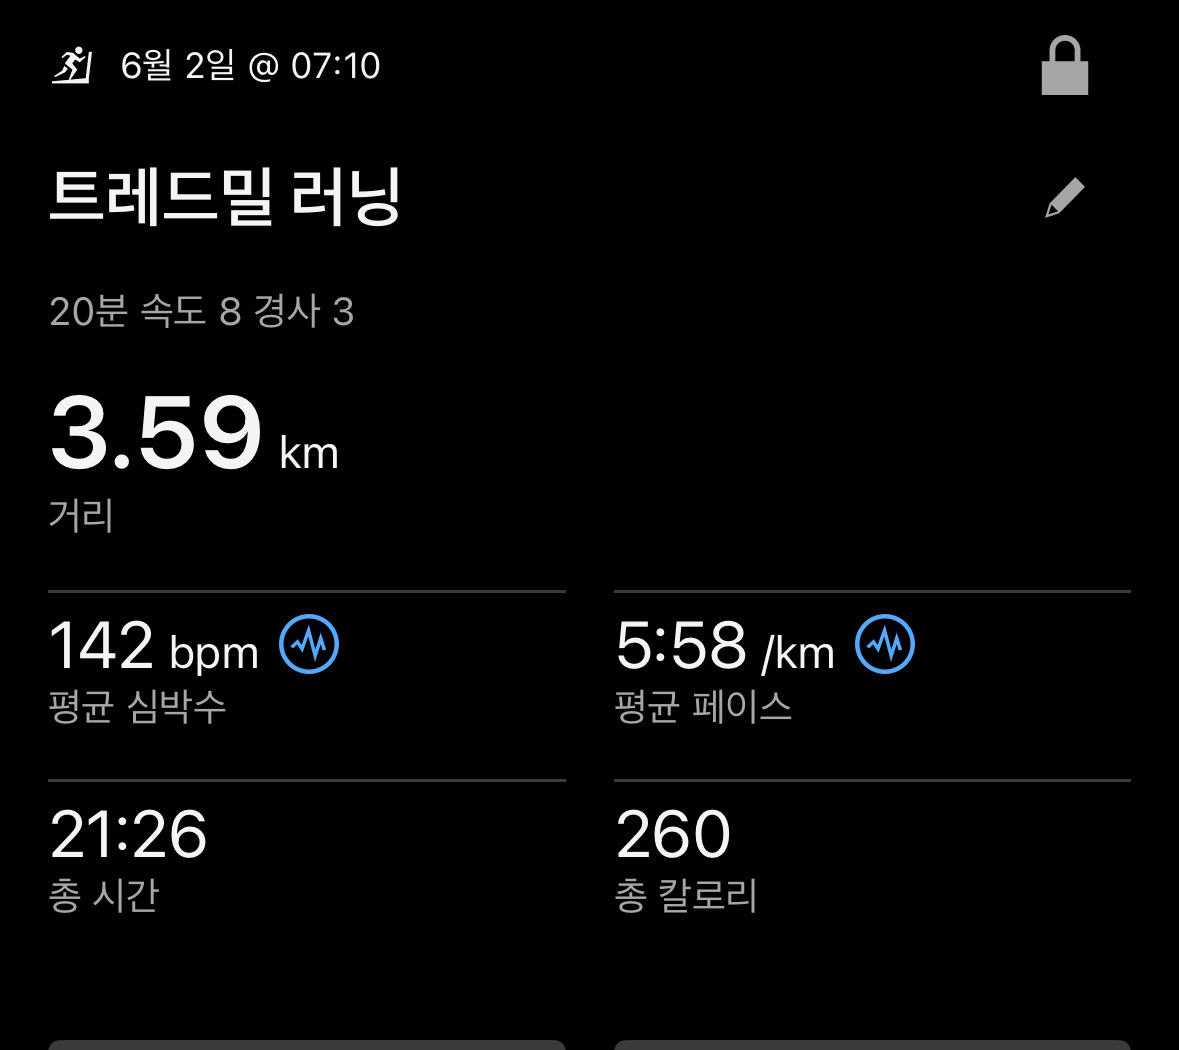 6월 2일 @ 07:10
트레드밀 러닝
20분 속도 8 경사 3
3.59 km
거리
142 bpm
평균 심박수
5:58 /km
평균 페이스
21:26
총 시간
260
총 칼로리